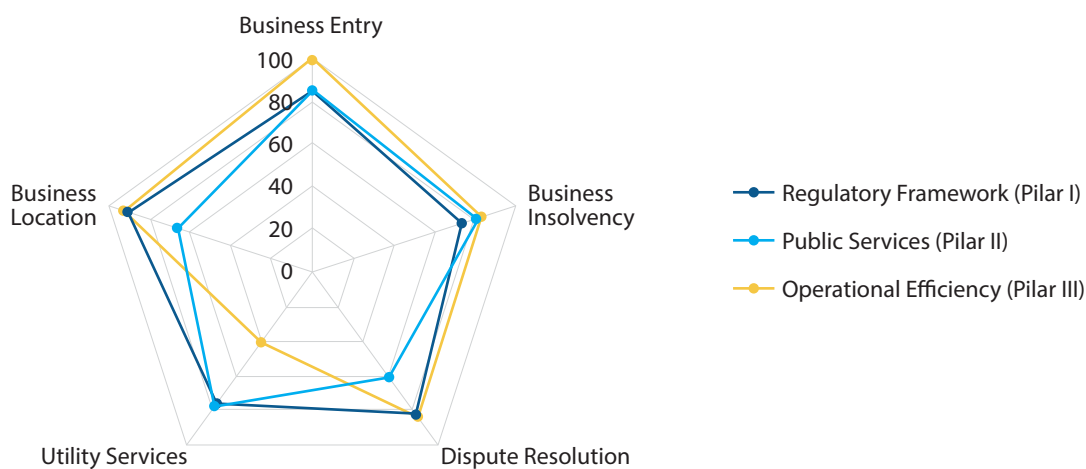 Business Entry
100
80
60
40
20
0
Business
Location
Business
Insolvency
Utility Services
Dispute Resolution
Regulatory Framework (Pilar I)
Public Services (Pilar II)
Operational Efficiency (Pilar III)